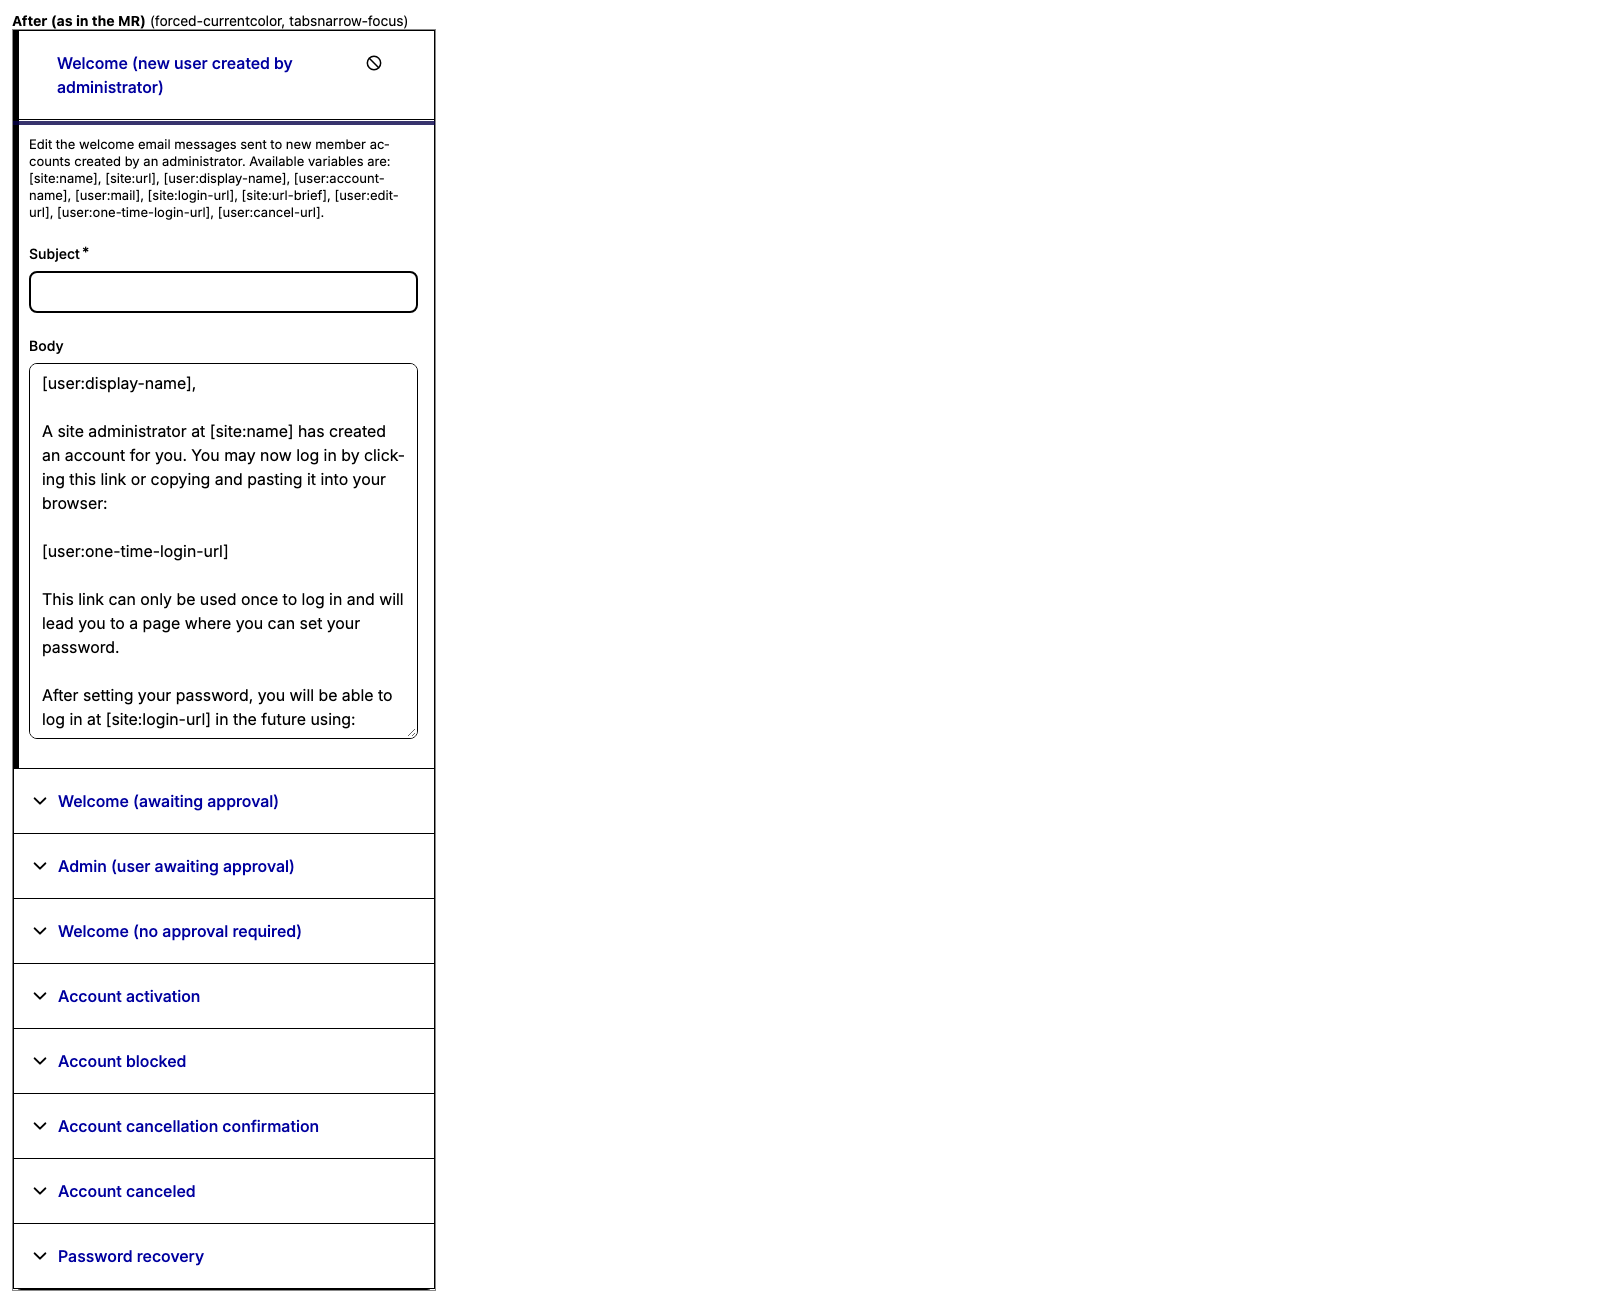 After (as in the MR) (forced-currentcolor, tabsnarrow-focus)
Welcome (new user created by
administrator)
Edit the welcome email messages sent to new member ac-
counts created by an administrator. Available variables are:
[site:name], [site:url], [user:display-name], [user:account-
name], [user:mail], [site:login-url], [site:url-brief], [user:edit-
url], [user:one-time-login-url], [user:cancel-url].
Subject*
Body
[user:display-name],
A site administrator at [site:name] has created
an account for you. You may now log in by click-
ing this link or copying and pasting it into your
browser:
[user:one-time-login-url]
This link can only be used once to log in and will
lead you to a page where you can set your
password.
After setting your password, you will be able to
log in at [site:login-url] in the future using:
Welcome (awaiting approval)
Admin (user awaiting approval)
Welcome (no approval required)
Account activation
Account blocked
Account cancellation confirmation
Account canceled
Password recovery